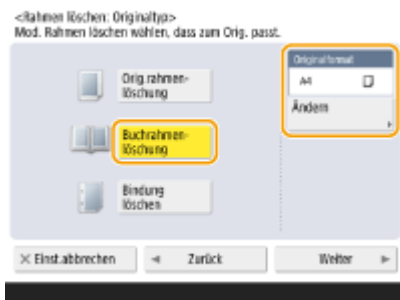 <Rahmen löschen: Originaltyp>
Mod. Rahmen löschen wählen, dass zum Orig. passt.
Originalformat
A4
Ändern
Orig.rahmen-
löschung
Buchrahmen-
löschung
Bindung
löschen
× Einst.abbrechen
Zurück
Weiter